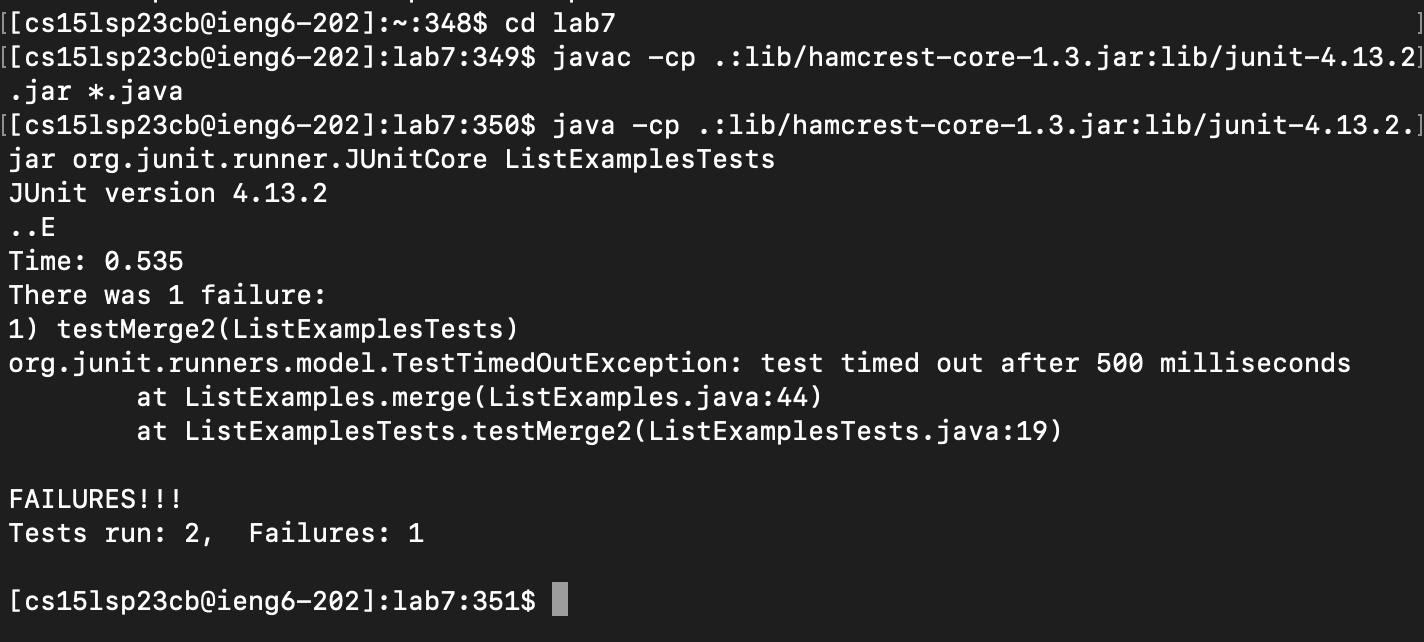 [[cs15lsp23cb@ieng6-202]:~:348$ cd lab7 ]
[[cs15lsp23cb@ieng6-202]:lab7:349$ javac -cp .:lib/hamcrest-core-1.3.jar:lib/junit-4.13.2]
.jar *.java
[[cs15lsp23cb@ieng6-202]:lab7:350$ java -cp .:lib/hamcrest-core-1.3.jar:lib/junit-4.13.2.]
jar org.junit.runner.JUnitCore ListExamplesTests
JUnit version 4.13.2
..E
Time: 0.535
There was 1 failure:
1) testMerge2(ListExamplesTests)
org.junit.runners.model.TestTimedOutException: test timed out after 500 milliseconds
        at ListExamples.merge(ListExamples.java:44)
        at ListExamplesTests.testMerge2(ListExamplesTests.java:19)
FAILURES!!!
Tests run: 2,  Failures: 1
[cs15lsp23cb@ieng6-202]:lab7:351$